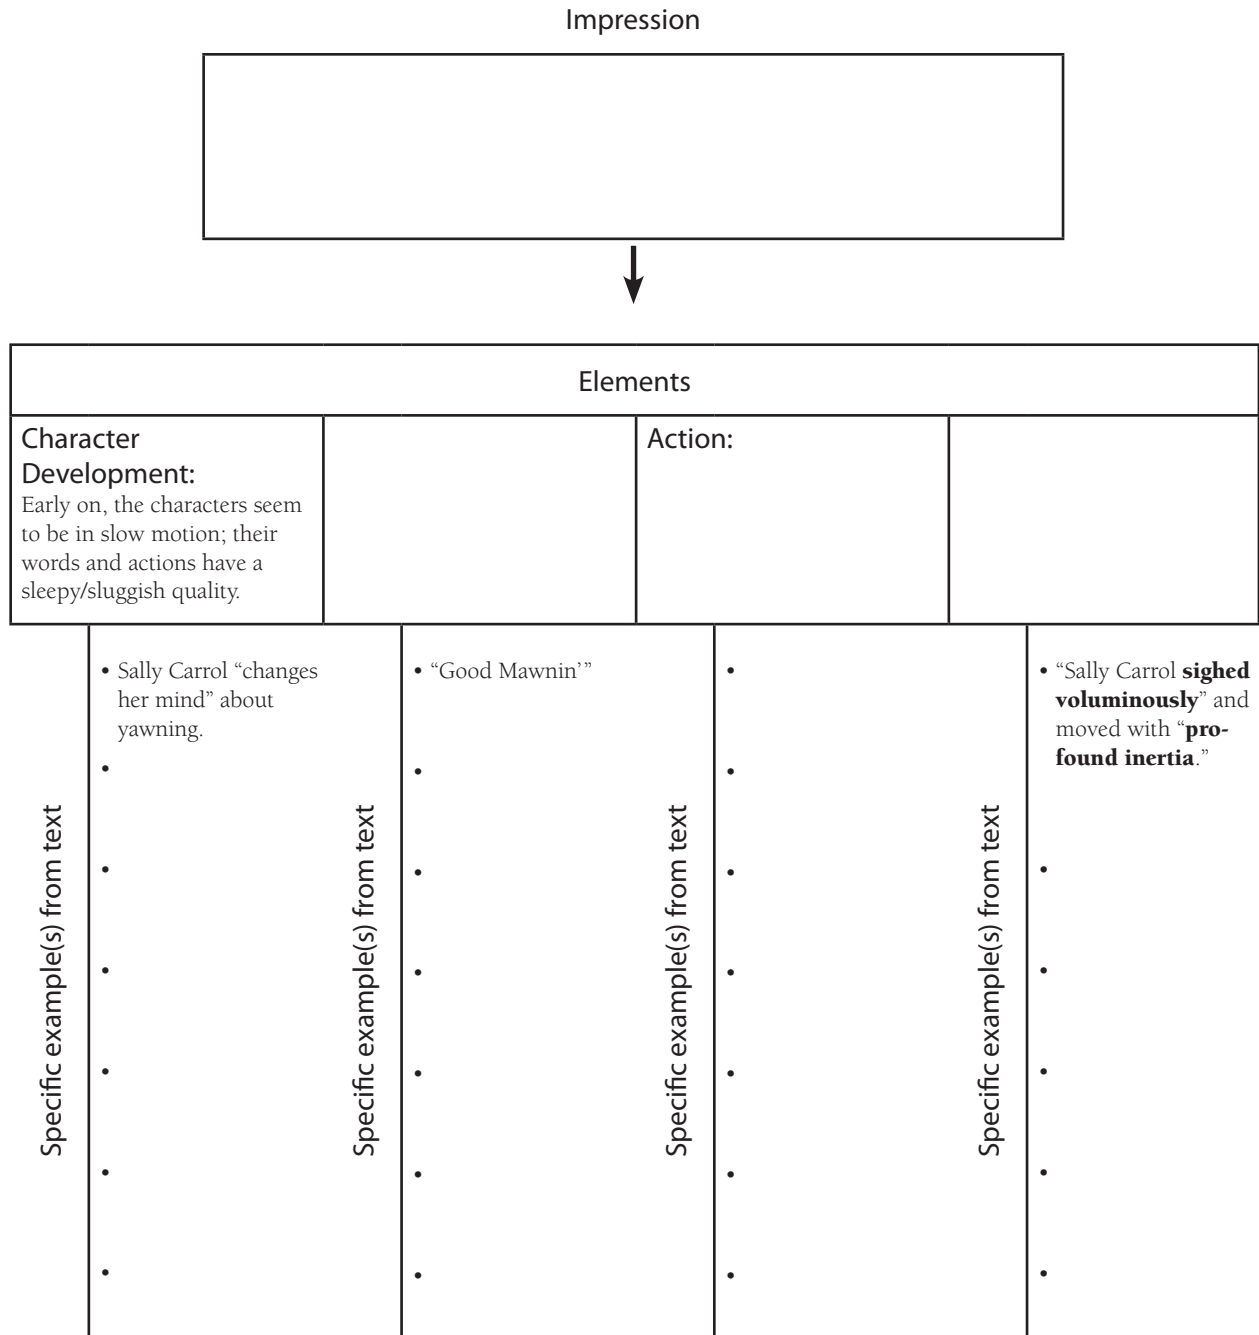 Impression
Elements
Character
Development:
Early on, the characters seem
to be in slow motion; their
words and actions have a
sleepy/sluggish quality.
Action:
Specific example(s) from text
• Sally Carrol “changes
her mind” about
yawning.
•
•
•
•
•
•
Specific example(s) from text
• “Good Mawnin’”
•
•
•
•
•
•
Specific example(s) from text
•
•
•
•
•
•
•
Specific example(s) from text
• “Sally Carrol sighed
voluminously” and
moved with “pro-
found inertia.”
•
•
•
•
•